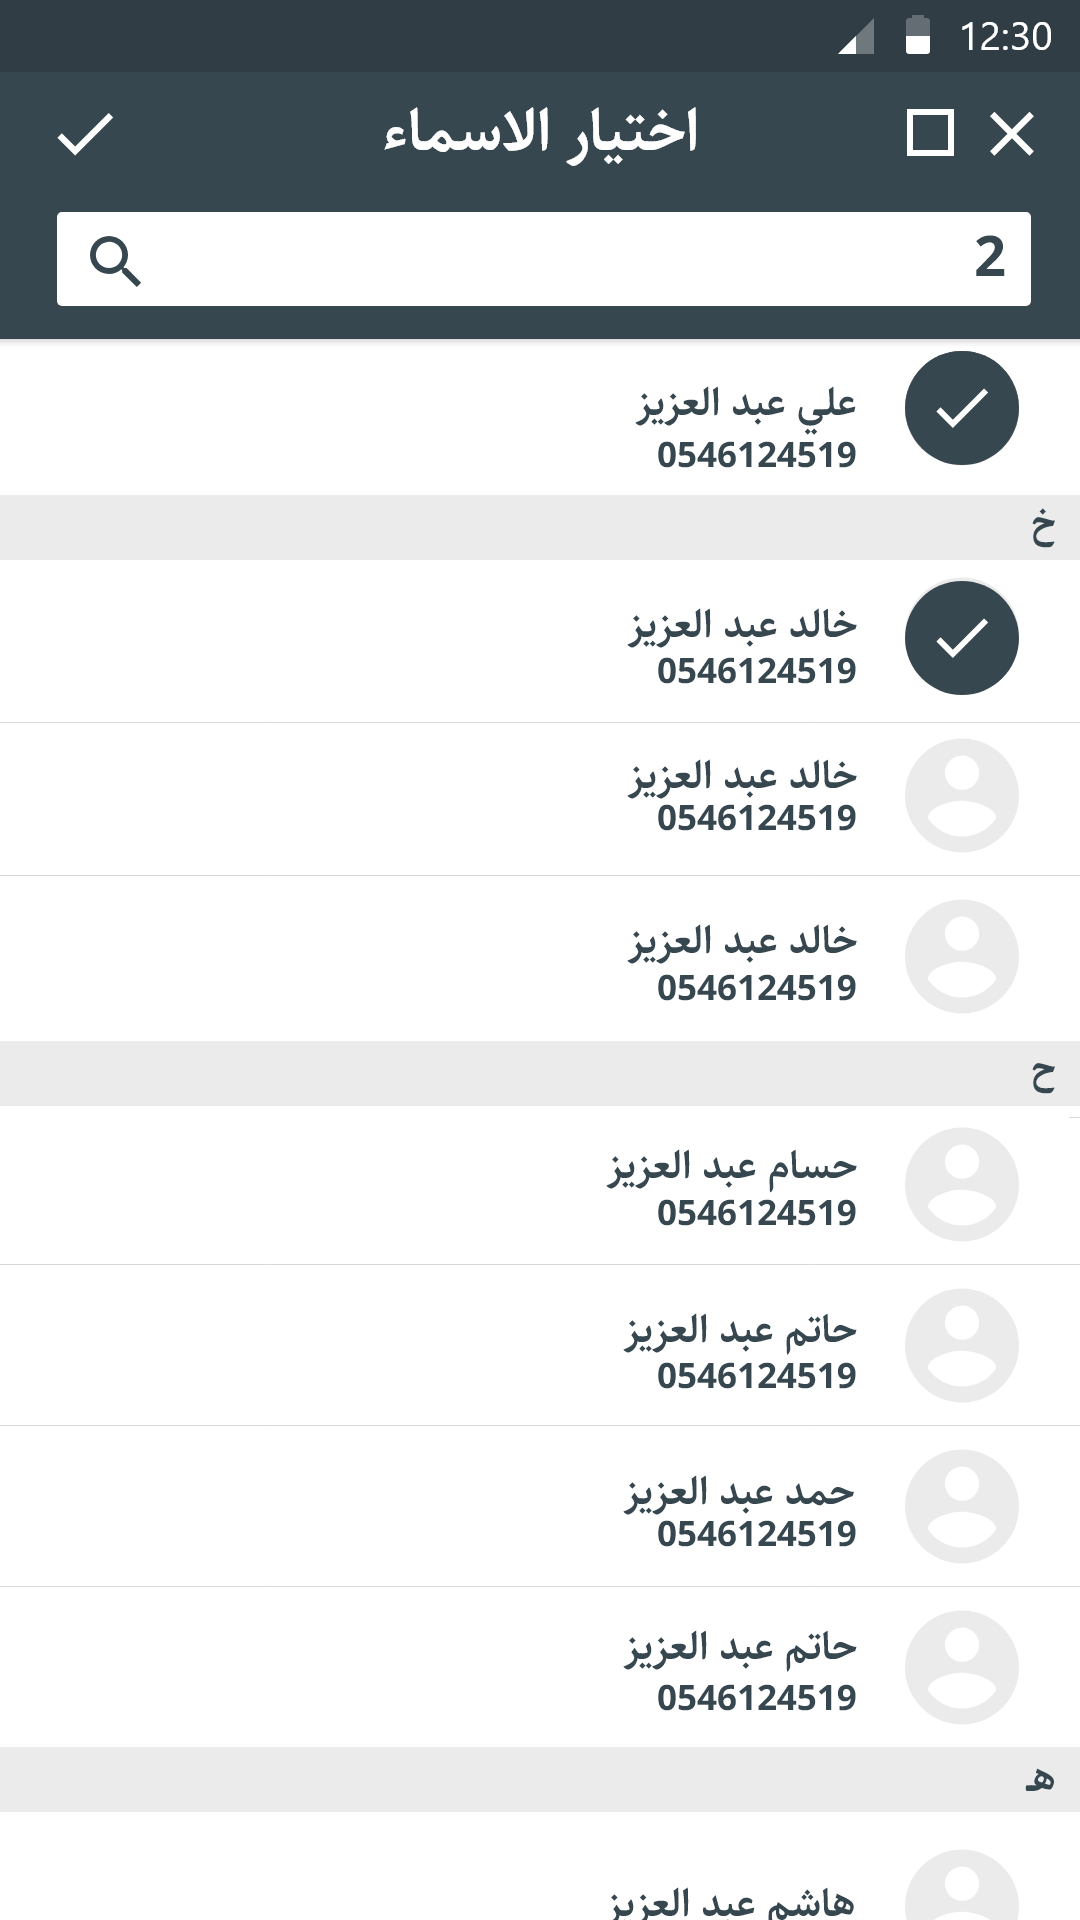 12:30
اختيار الاسماء
2
علي عبد العزيز
0546124519
خ
خالد عبد العزيز
0546124519
خالد عبد العزيز
0546124519
خالد عبد العزيز
0546124519
ح
حسام عبد العزيز
0546124519
حاتم عبد العزيز
0546124519
حمد عبد العزيز
0546124519
حاتم عبد العزيز
0546124519
هـ
هاشم عبد العزيز